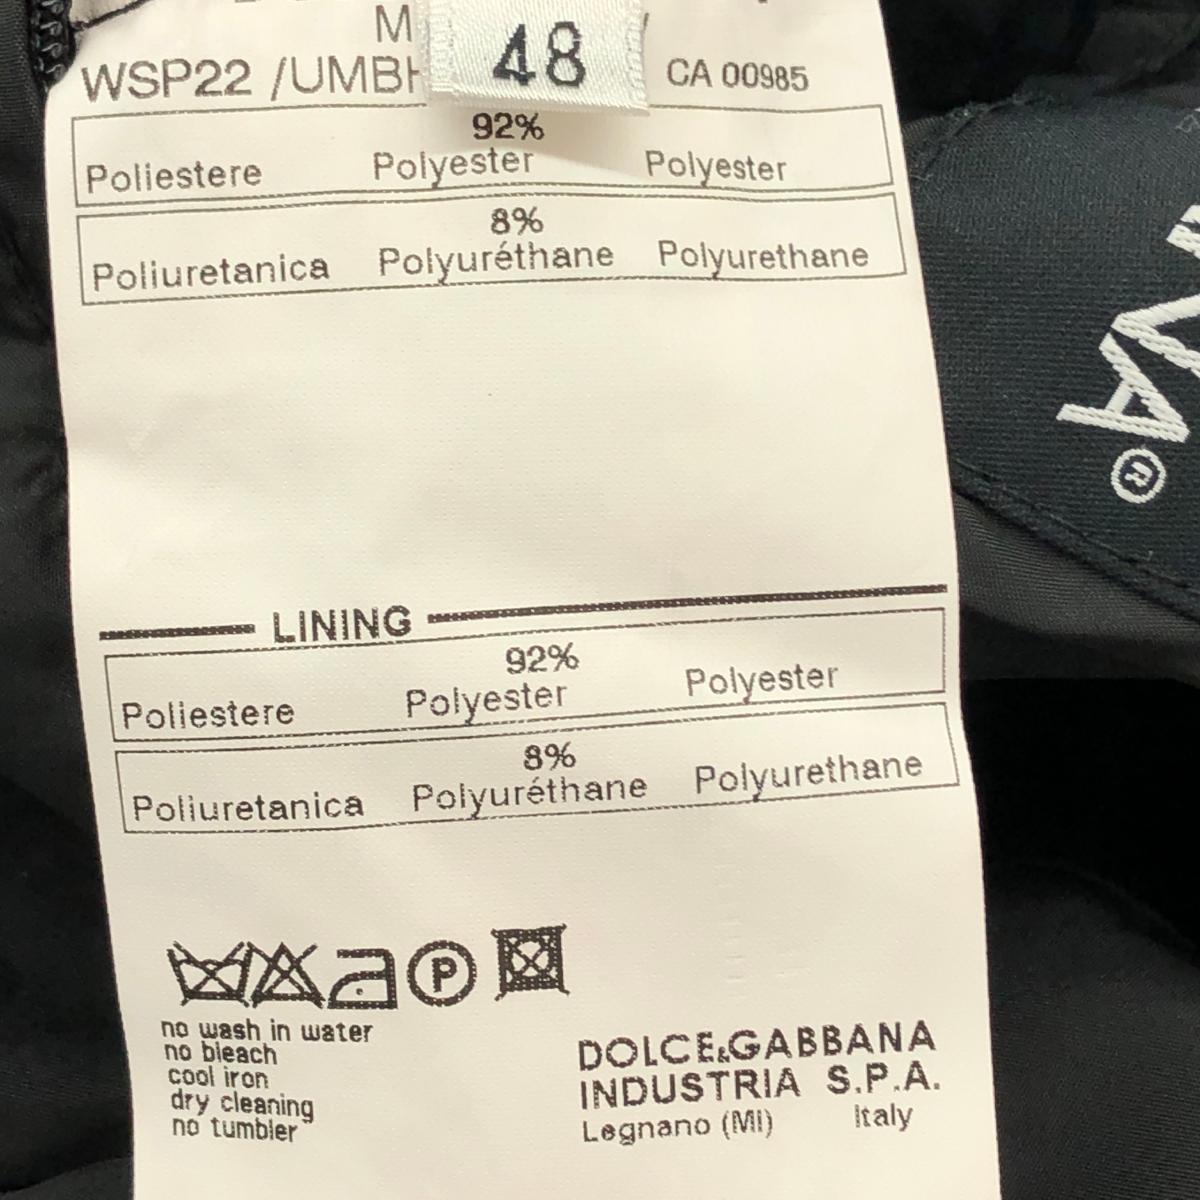 M
48
WSP22 /UMBH
CA 00985
92%
Poliestere Polyester Polyester
8%
Poliuretanica Polyuréthane Polyurethane
LINING
92%
Poliestere Polyester Polyester
8%
Poliuretanica Polyuréthane Polyurethane
P
no wash in water
no bleach
cool iron
dry cleaning
no tumbler
DOLCE&GABBANA
INDUSTRIA S.P.A.
Legnano (MI) Italy
®